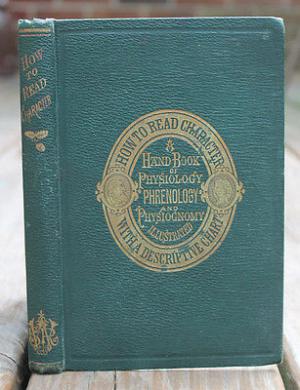 HOW
TO
READ
CHARACTER
HOW TO READ CHARACTER
A
HAND-BOOK
OF
PHYSIOLOGY
PHRENOLOGY
AND
PHYSIOGNOMY
ILLUSTRATED
WITH A DESCRIPTIVE CHART